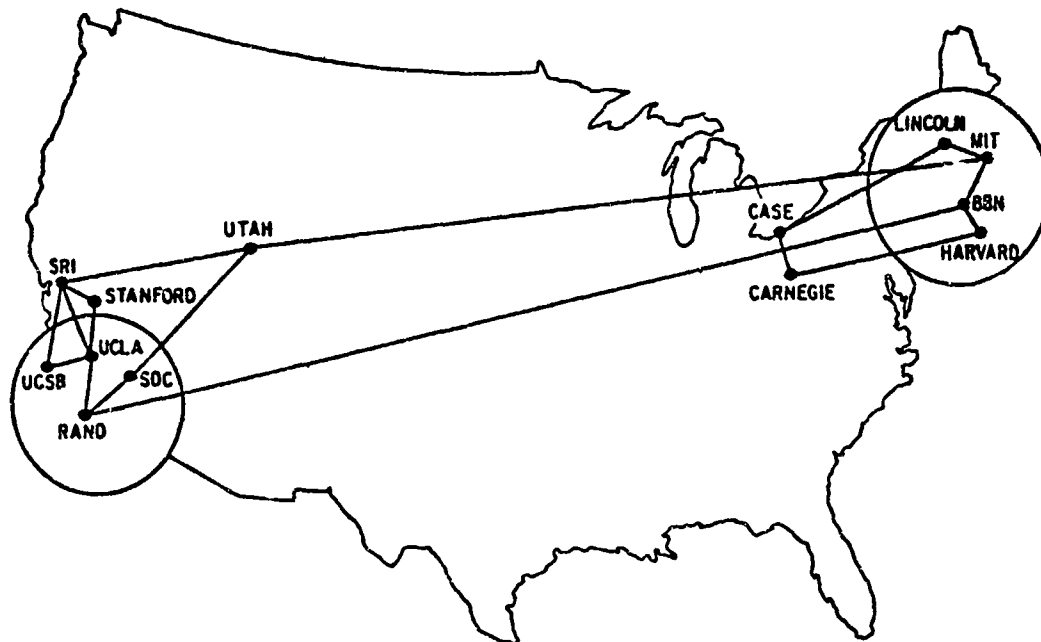 LINCOLN
MIT
CASE
BBN
UTAH
HARVARD
SRI
CARNEGIE
STANFORD
UCLA
UCSB
SDC
RAND